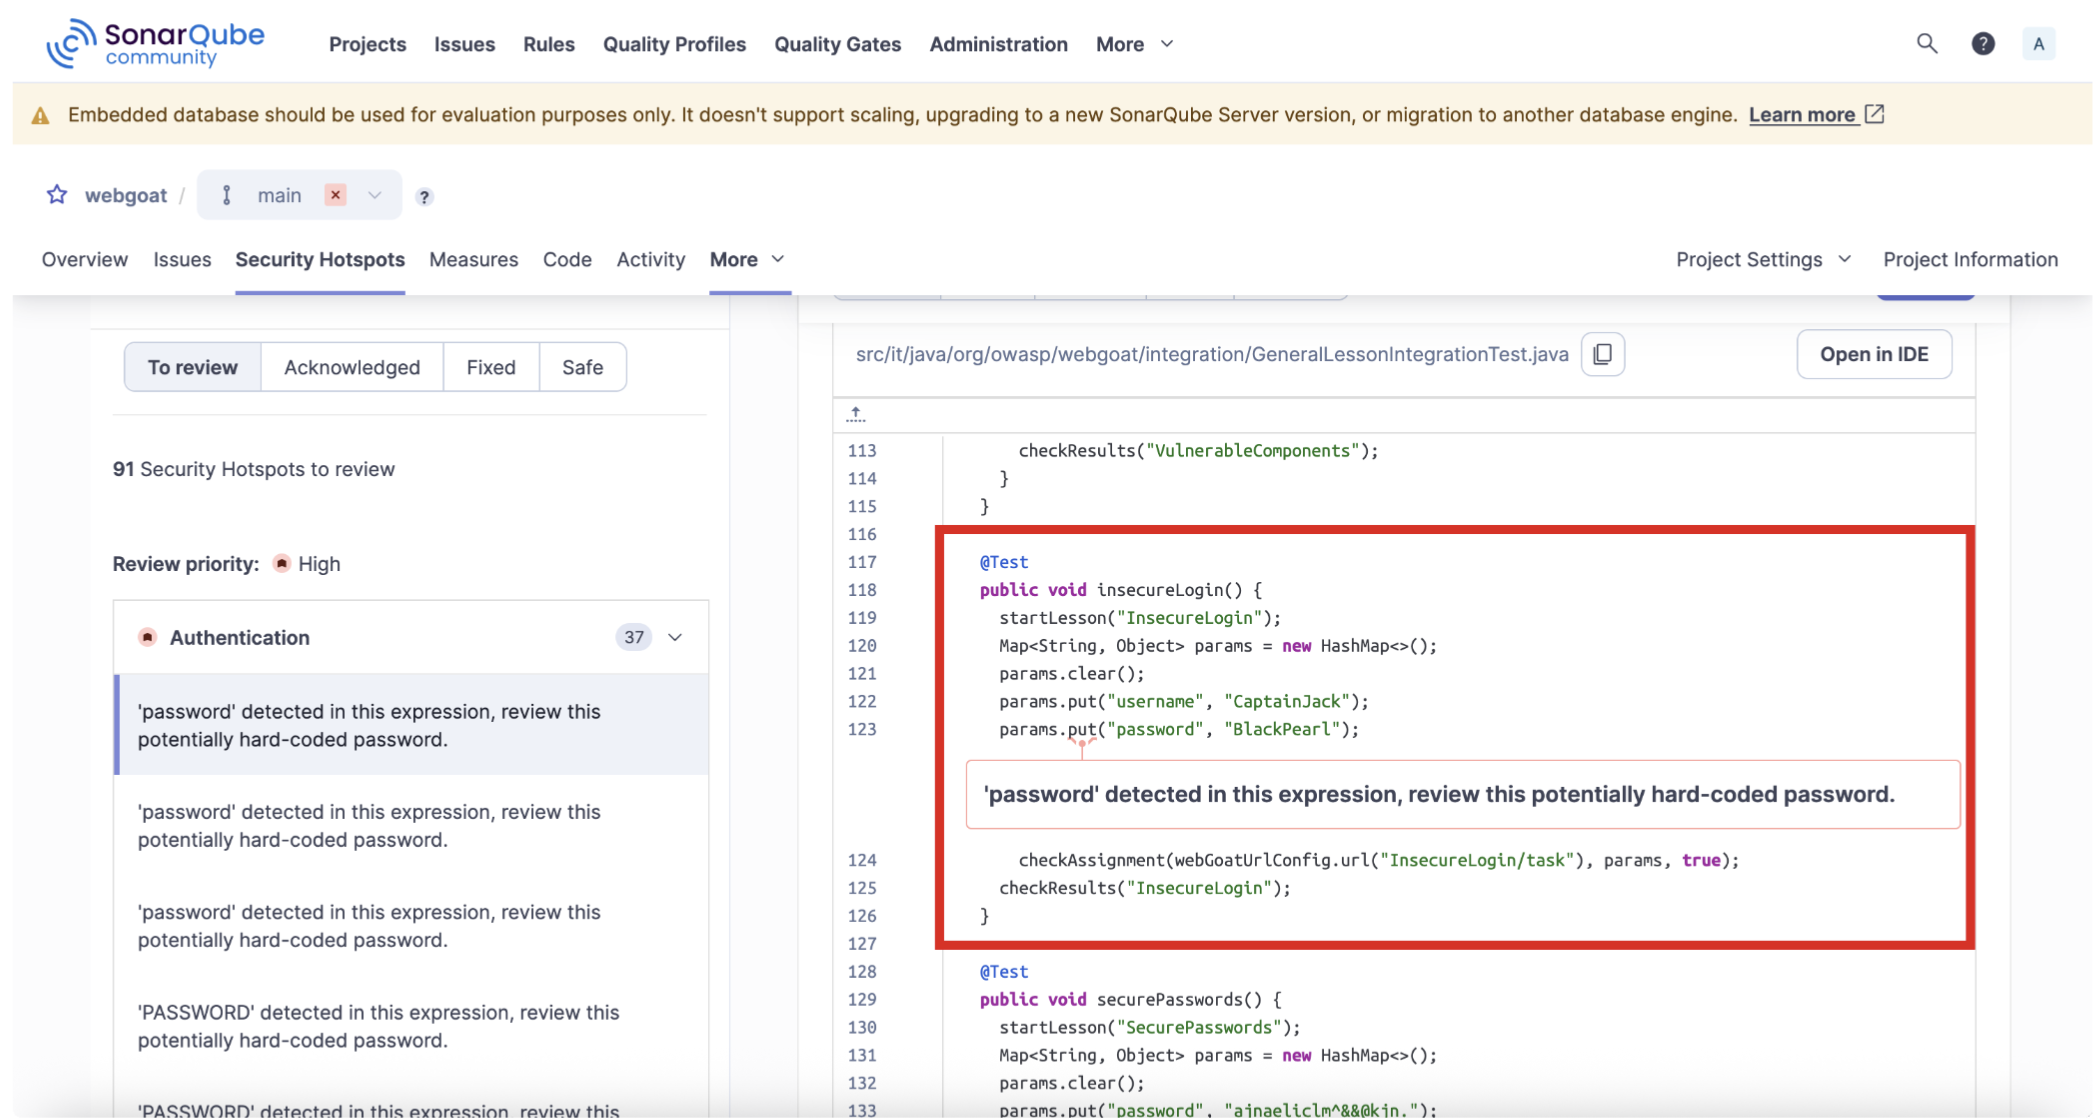 SonarQube community
Projects Issues Rules Quality Profiles Quality Gates Administration More
? A
Embedded database should be used for evaluation purposes only. It doesn't support scaling, upgrading to a new SonarQube Server version, or migration to another database engine. Learn more
webgoat / main ?
Overview Issues Security Hotspots Measures Code Activity More Project Settings Project Information
To review Acknowledged Fixed Safe
91 Security Hotspots to review
Review priority: High
Authentication 37
'password' detected in this expression, review this
potentially hard-coded password.
'password' detected in this expression, review this
potentially hard-coded password.
'password' detected in this expression, review this
potentially hard-coded password.
'PASSWORD' detected in this expression, review this
potentially hard-coded password.
'PASSWORD' detected in this expression, review this
src/it/java/org/owasp/webgoat/integration/GeneralLessonIntegrationTest.java Open in IDE
113 checkResults("VulnerableComponents");
114 }
115 }
116
117 @Test
118 public void insecureLogin() {
119 startLesson("InsecureLogin");
120 Map<String, Object> params = new HashMap<>();
121 params.clear();
122 params.put("username", "CaptainJack");
123 params.put("password", "BlackPearl");
'password' detected in this expression, review this potentially hard-coded password.
124 checkAssignment(webGoatUrlConfig.url("InsecureLogin/task"), params, true);
125 checkResults("InsecureLogin");
126 }
127
128 @Test
129 public void securePasswords() {
130 startLesson("SecurePasswords");
131 Map<String, Object> params = new HashMap<>();
132 params.clear();
133 params.put("password", "ajnaeliclm^&&@kjn.");